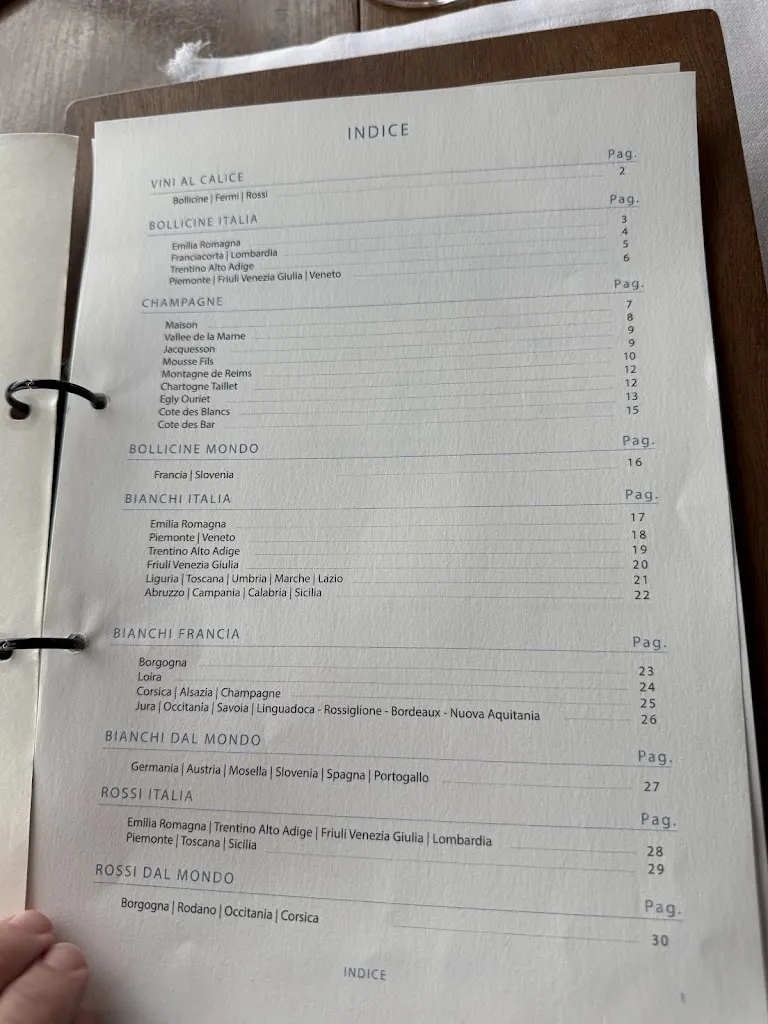 INDICE
Pag.
VINI AL CALICE
Bollicine | Fermi | Rossi 2
BOLLICINE ITALIA Pag.
Emilia Romagna 3
Franciacorta | Lombardia 4
Trentino Alto Adige 5
Piemonte | Friuli Venezia Giulia | Veneto 6
CHAMPAGNE Pag.
Maison 7
Vallee de la Marne 8
Jacquesson 9
Mousse Fils 9
Montagne de Reims 10
Chartogne Taillet 12
Egly Ouriet 12
Cote des Blancs 13
Cote des Bar 15
BOLLICINE MONDO Pag.
Francia | Slovenia 16
BIANCHI ITALIA Pag.
Emilia Romagna 17
Piemonte | Veneto 18
Trentino Alto Adige 19
Friuli Venezia Giulia 20
Liguria | Toscana | Umbria | Marche | Lazio 21
Abruzzo | Campania | Calabria | Sicilia 22
BIANCHI FRANCIA Pag.
Borgogna 23
Loira 24
Corsica | Alsazia | Champagne 25
Jura | Occitania | Savoia | Linguadoca - Rossiglione - Bordeaux - Nuova Aquitania 26
BIANCHI DAL MONDO Pag.
Germania | Austria | Mosella | Slovenia | Spagna | Portogallo 27
ROSSI ITALIA Pag.
Emilia Romagna | Trentino Alto Adige | Friuli Venezia Giulia | Lombardia 28
Piemonte | Toscana | Sicilia 29
ROSSI DAL MONDO Pag.
Borgogna | Rodano | Occitania | Corsica 30
INDICE
1